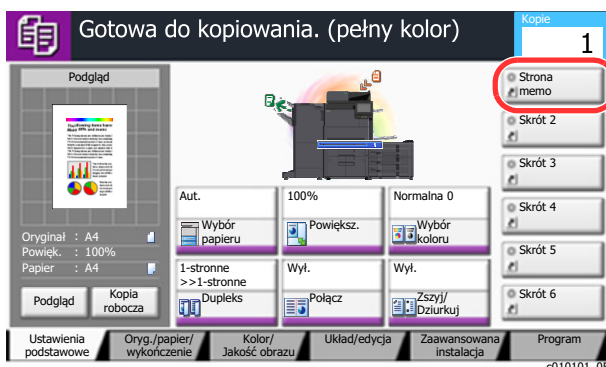 Gotowa do kopiowania. (pełny kolor)
Kopie
1
Podgląd
Oryginał : A4
Powięk. : 100%
Papier : A4
Podgląd
Kopia
robocza
Aut.
Wybór
papieru
100%
Powiększ.
Normalna 0
Wybór
koloru
1-stronne
>>1-stronne
Dupleks
Wył.
Połącz
Wył.
Zszyj/
Dziurkuj
Strona
memo
Skrót 2
Skrót 3
Skrót 4
Skrót 5
Skrót 6
Ustawienia
podstawowe
Oryg./papier/
wykończenie
Kolor/
Jakość obrazu
Układ/edycja
Zaawansowana
instalacja
Program